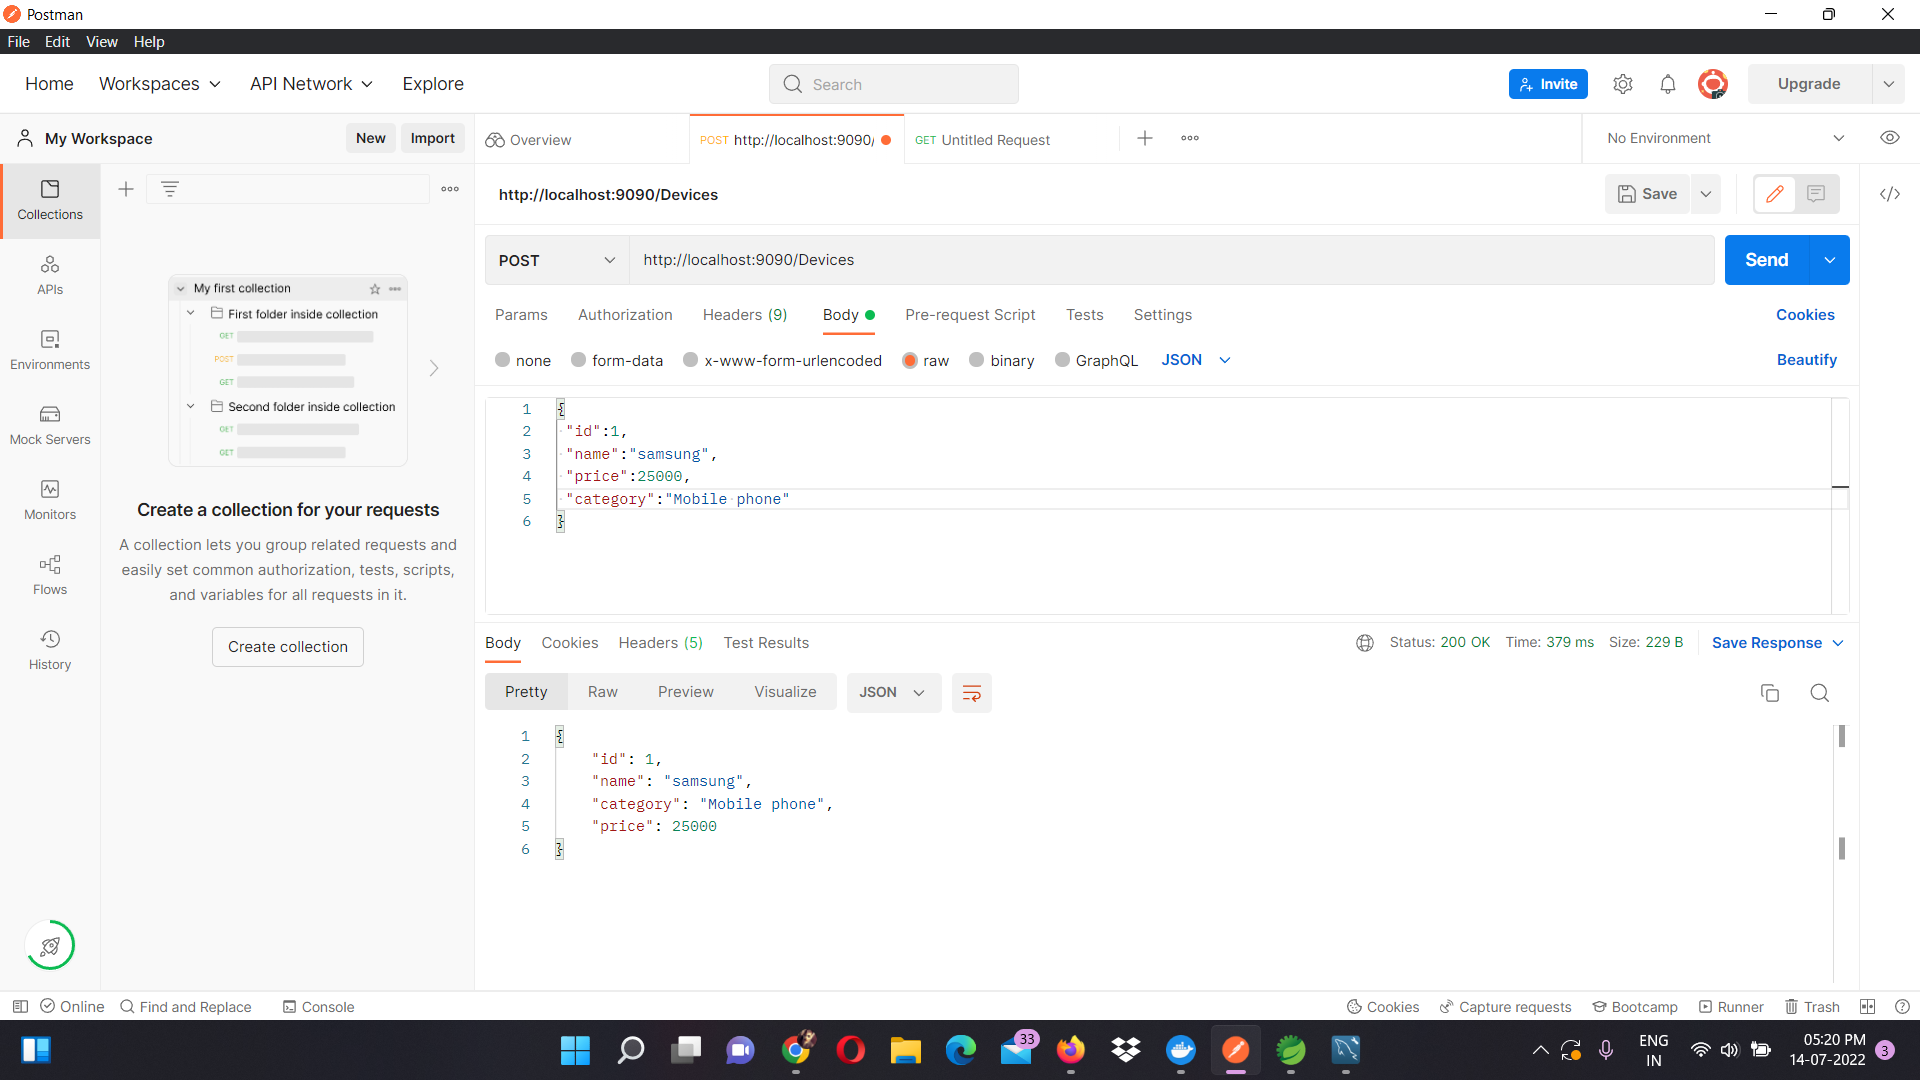 Postman
File Edit View Help
Home Workspaces API Network Explore
Search
Invite
Upgrade
My Workspace
New
Import
Overview
POST http://localhost:9090/
GET Untitled Request
No Environment
Collections
APIs
Environments
Mock Servers
Monitors
Flows
History
My first collection
First folder inside collection
GET
POST
GET
Second folder inside collection
GET
GET
Create a collection for your requests
A collection lets you group related requests and
easily set common authorization, tests, scripts,
and variables for all requests in it.
Create collection
http://localhost:9090/Devices
Save
POST http://localhost:9090/Devices
Send
Params Authorization Headers (9) Body Pre-request Script Tests Settings Cookies
none form-data x-www-form-urlencoded raw binary GraphQL JSON Beautify
1 {
2 "id":1,
3 "name":"samsung",
4 "price":25000,
5 "category":"Mobile phone"
6 }
Body Cookies Headers (5) Test Results Status: 200 OK Time: 379 ms Size: 229 B Save Response
Pretty Raw Preview Visualize JSON
1 {
2 "id": 1,
3 "name": "samsung",
4 "category": "Mobile phone",
5 "price": 25000
6 }
Online Find and Replace Console Cookies Capture requests Bootcamp Runner Trash
33
ENG
IN
05:20 PM
14-07-2022
3